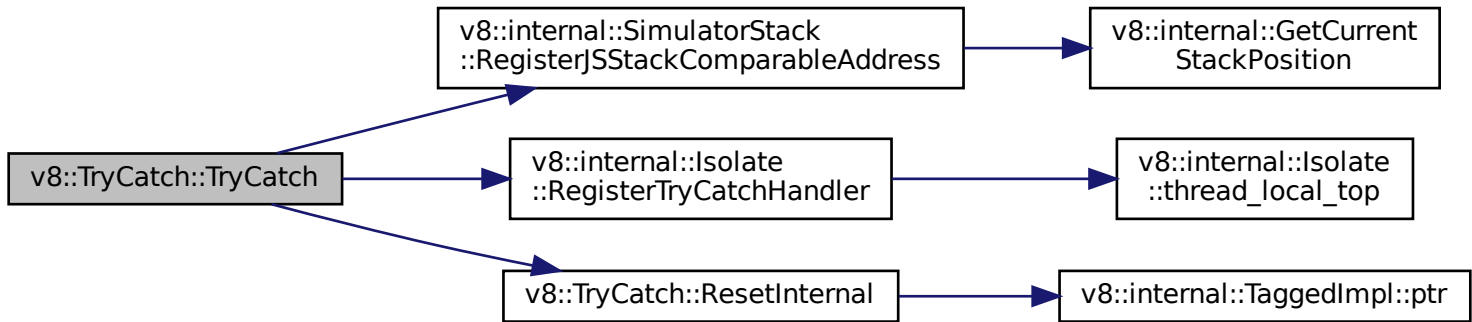 v8::TryCatch::TryCatch
v8::internal::SimulatorStack
::RegisterJSStackComparableAddress
v8::internal::GetCurrent
StackPosition
v8::internal::Isolate
::RegisterTryCatchHandler
v8::internal::Isolate
::thread_local_top
v8::TryCatch::ResetInternal
v8::internal::TaggedImpl::ptr